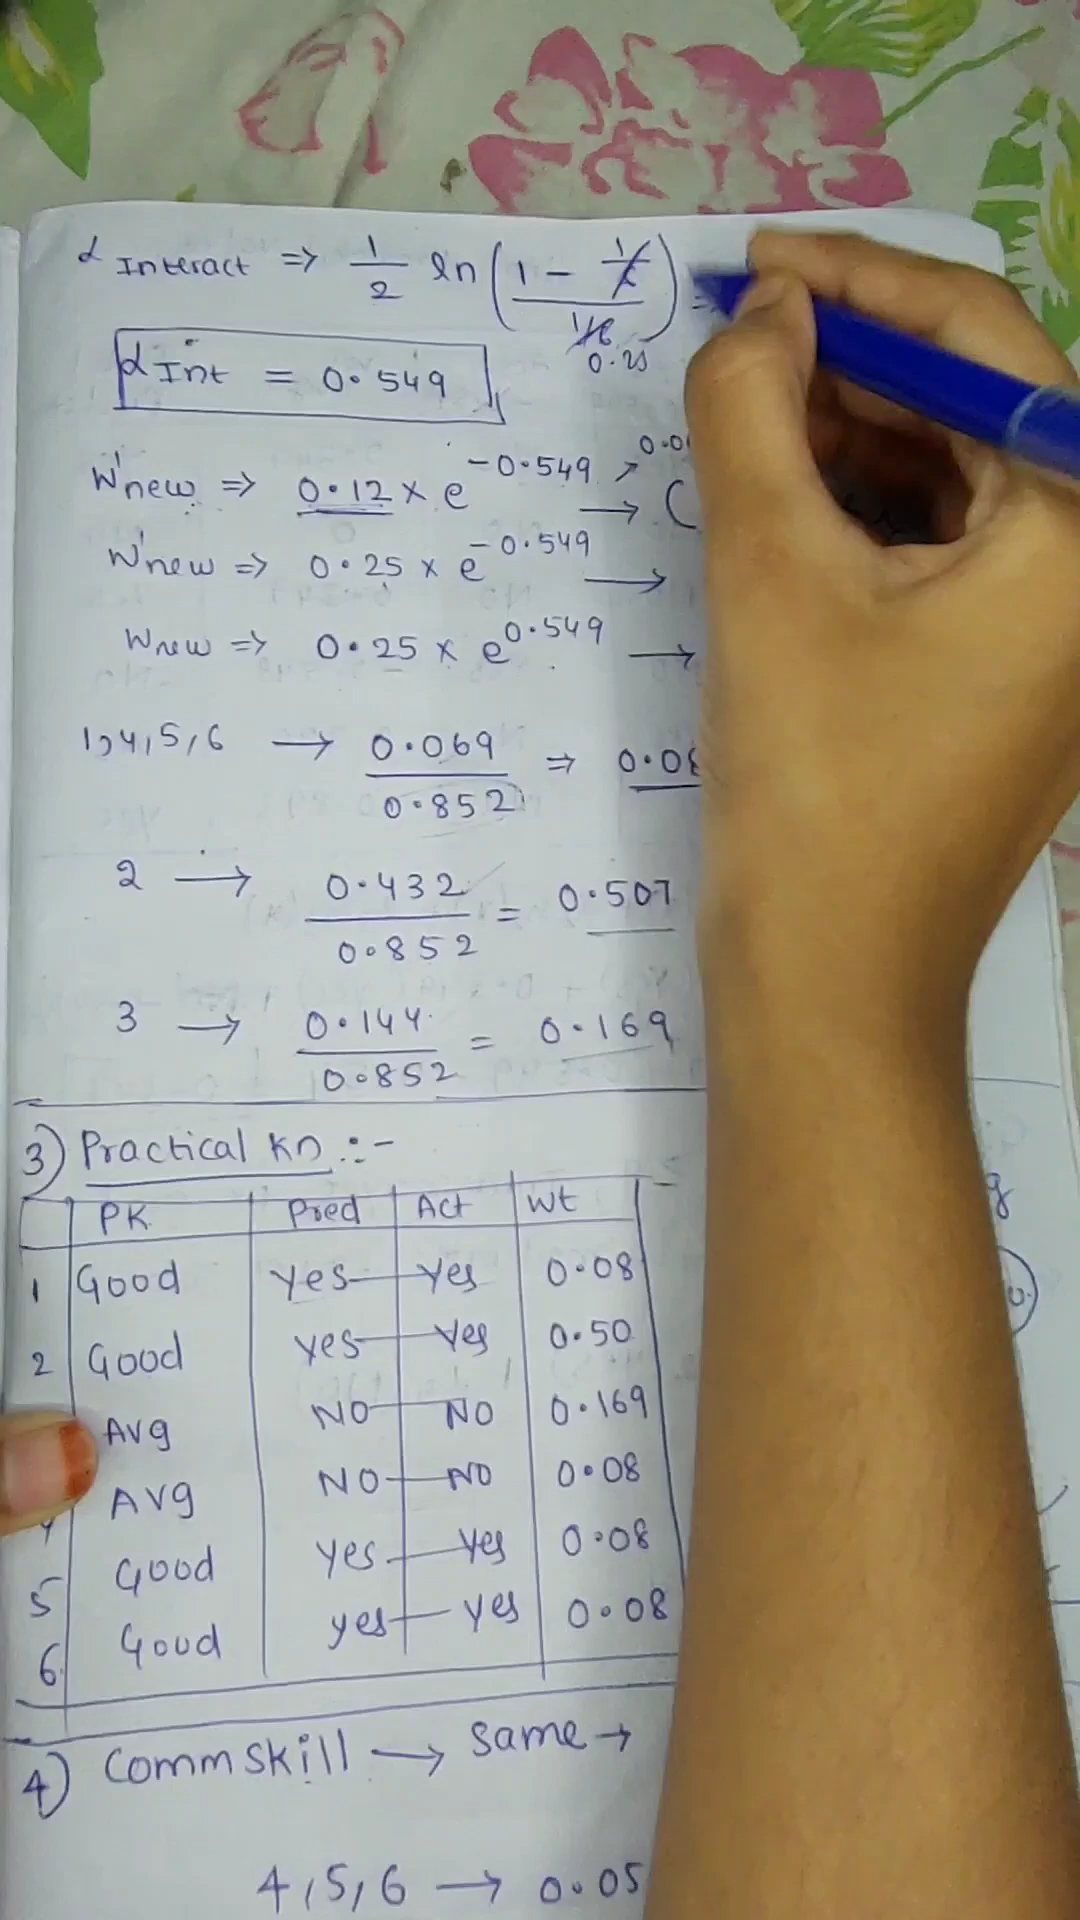 α Interact => 1/2 ln (1 - 1/6 / 1/6) =
0.25
α Int = 0.549
W'new => 0.12 × e^-0.549 →
W'new => 0.25 × e^-0.549 →
Wnew => 0.25 × e^0.549 →
1,4,5,6 → 0.069 / 0.852 =>
2 → 0.432 / 0.852 = 0.507
3 → 0.144 / 0.852 = 0.169
3) Practical Kn :-
PK Pred Act Wt
1 Good Yes Yes 0.08
2 Good Yes Yes 0.50
Avg NO NO 0.169
4 Avg NO NO 0.08
5 Good Yes Yes 0.08
6. Good Yes Yes 0.08
4) Comm skill → Same →
4,5,6 → 0.05